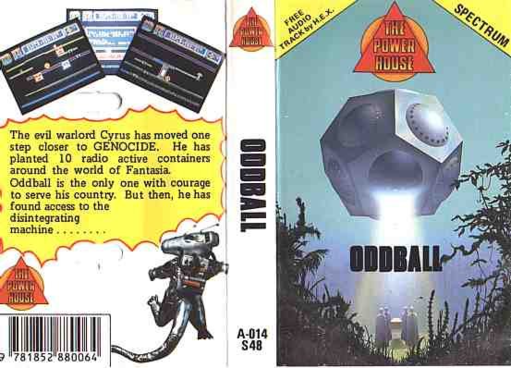 The evil warlord Cyrus has moved one
step closer to GENOCIDE. He has
planted 10 radio active containers
around the world of Fantasia.
Oddball is the only one with courage
to serve his country. But then, he has
found access to the
disintegrating
machine........
THE
POWER
HOUSE
9 781852 880064
THE
POWER
HOUSE
ODDBALL
A-014
S48
FREE
AUDIO
TRACK by H.E.X.
THE
POWER
HOUSE
SPECTRUM
ODDBALL